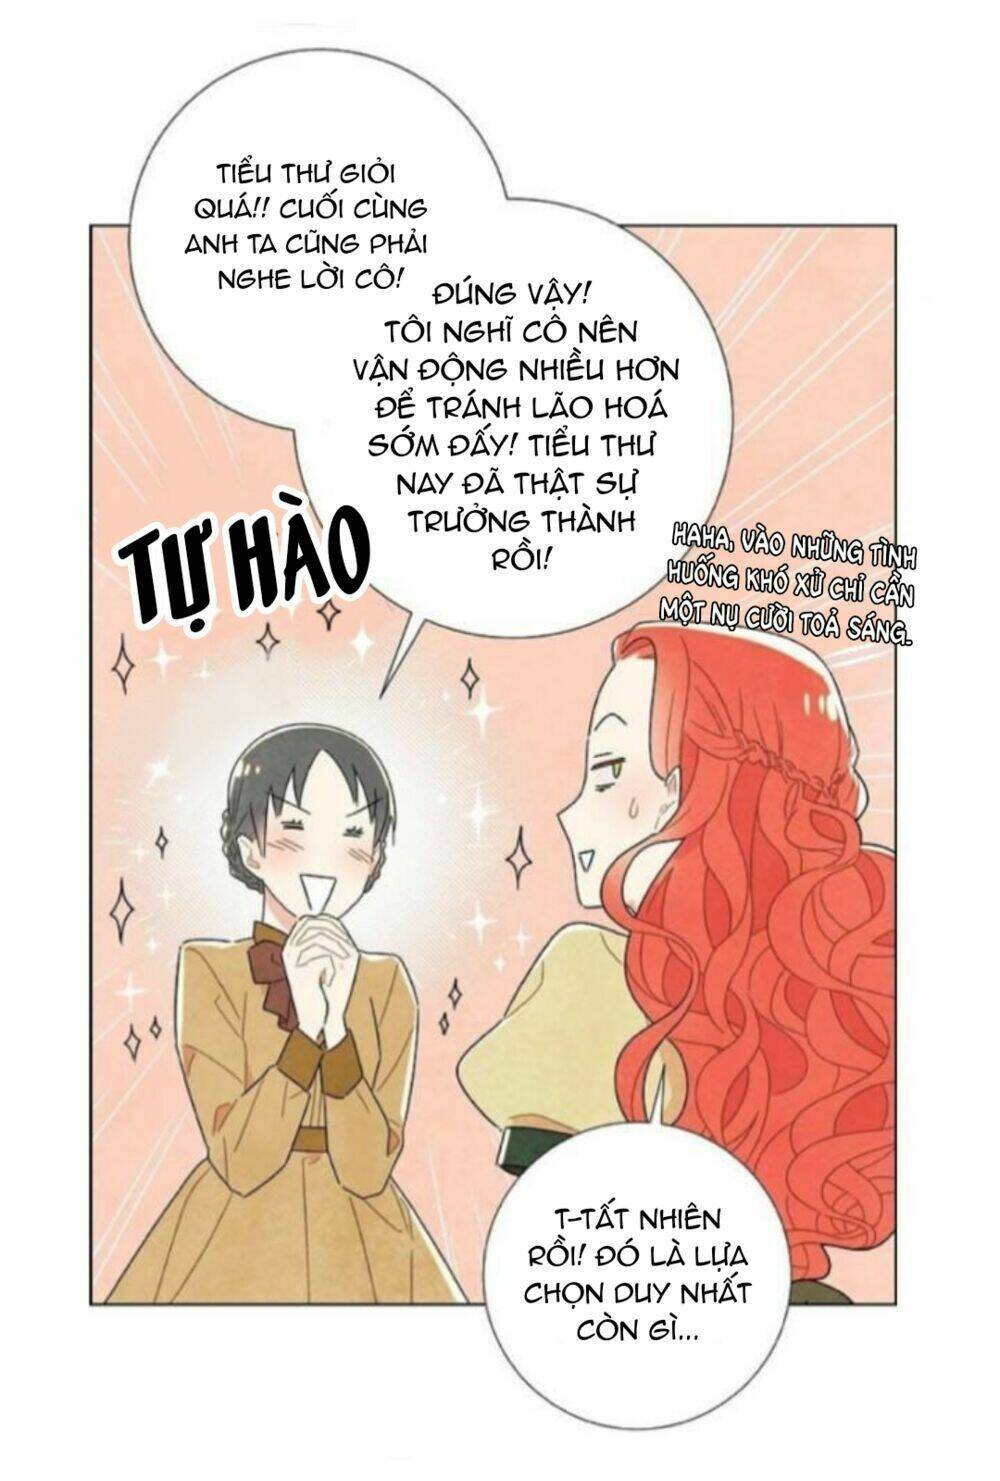 TIỂU THƯ GIỎI
QUÁ!! CUỐI CÙNG
ANH TA CŨNG PHẢI
NGHE LỜI CÔ!
ĐÚNG VẬY!
TÔI NGHĨ CÔ NÊN
VẬN ĐỘNG NHIỀU HƠN
ĐỂ TRÁNH LÃO HOÁ
SỚM ĐẤY! TIỂU THƯ
NAY ĐÃ THẬT SỰ
TRƯỞNG THÀNH
RỒI!
TỰ HÀO
HAHA, VÀO NHỮNG TÌNH
HUỐNG KHÓ XỬ CHỈ CẦN
MỘT NỤ CƯỜI TOẢ SÁNG.
T-TẤT NHIÊN
RỒI! ĐÓ LÀ LỰA
CHỌN DUY NHẤT
CÒN GÌ...